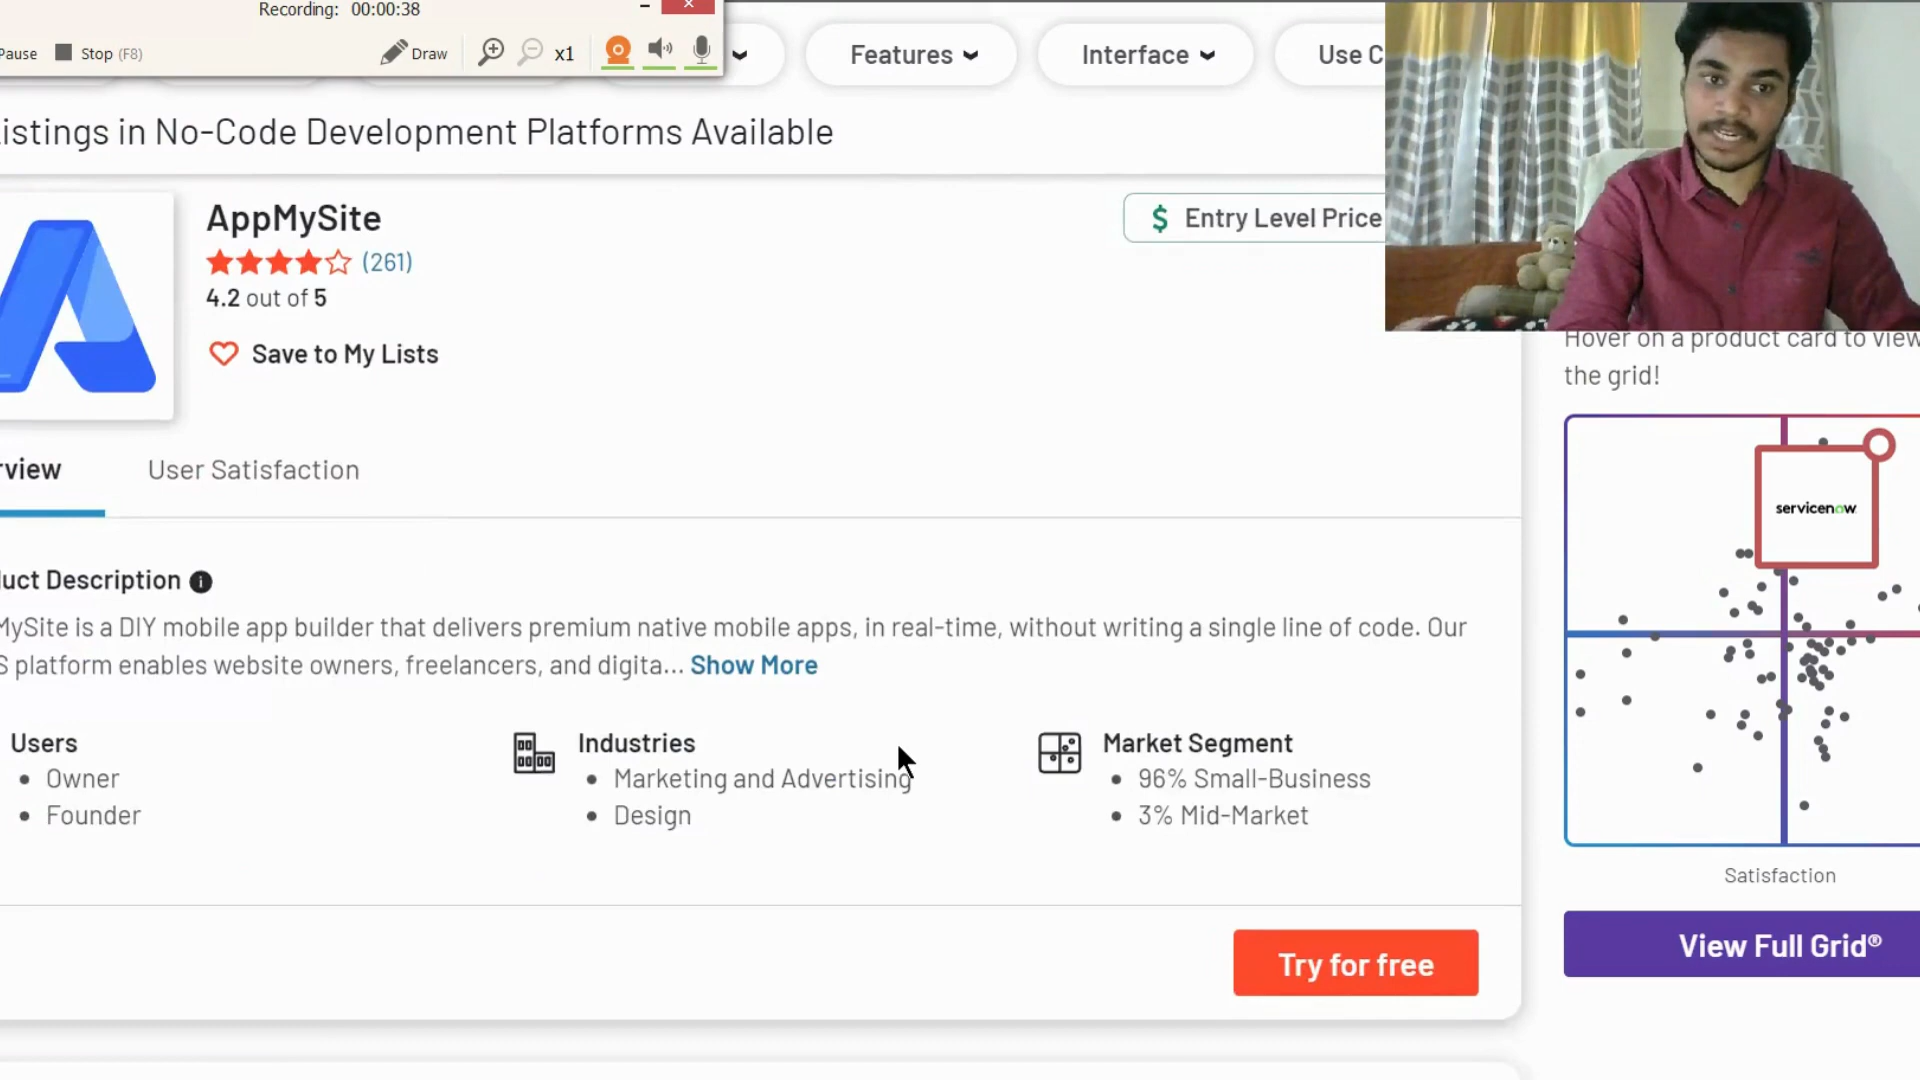 Recording: 00:00:38
Pause Stop (F8) Draw x1
Features Interface Use C
istings in No-Code Development Platforms Available
AppMySite
(261)
4.2 out of 5
Save to My Lists
$ Entry Level Price
Hover on a product card to view
the grid!
servicenow
rview User Satisfaction
uct Description
MySite is a DIY mobile app builder that delivers premium native mobile apps, in real-time, without writing a single line of code. Our
S platform enables website owners, freelancers, and digita... Show More
Users
• Owner
• Founder
Industries
• Marketing and Advertising
• Design
Market Segment
• 96% Small-Business
• 3% Mid-Market
Satisfaction
View Full Grid®
Try for free